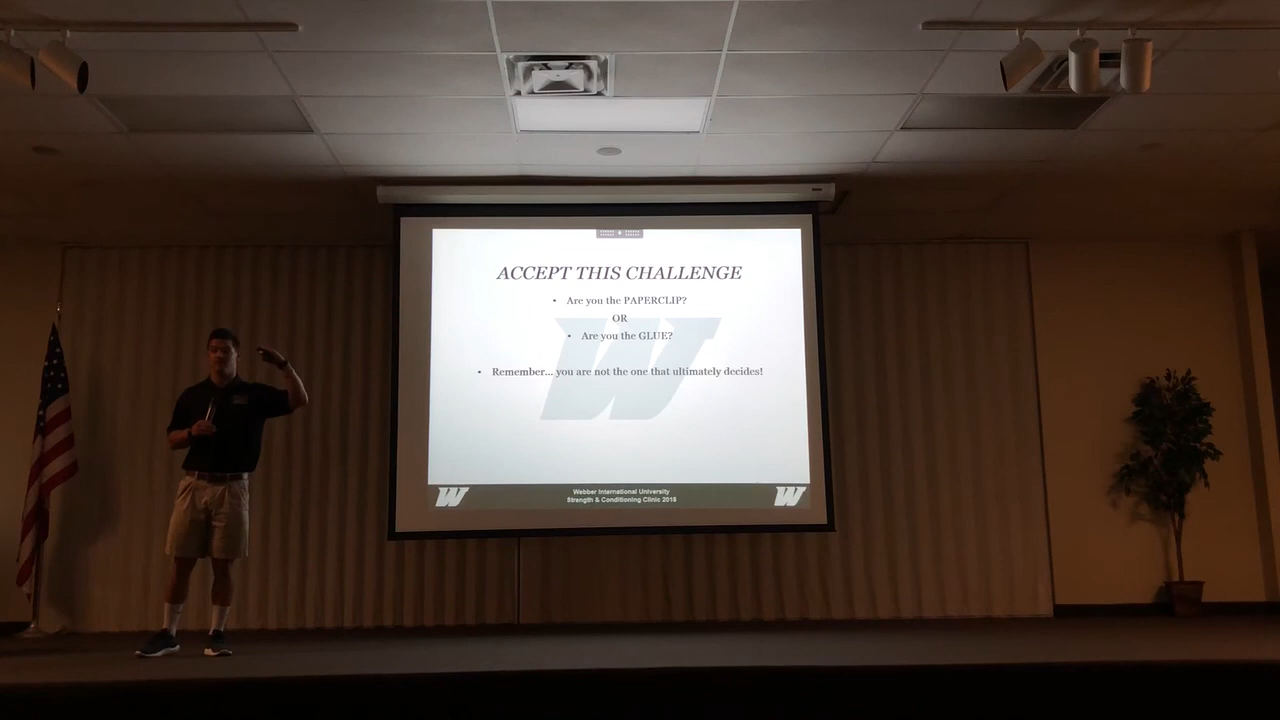 ACCEPT THIS CHALLENGE
• Are you the PAPERCLIP?
OR
• Are you the GLUE?
• Remember... you are not the one that ultimately decides!
W
W
Webber International University
Strength & Conditioning Clinic 2018
W